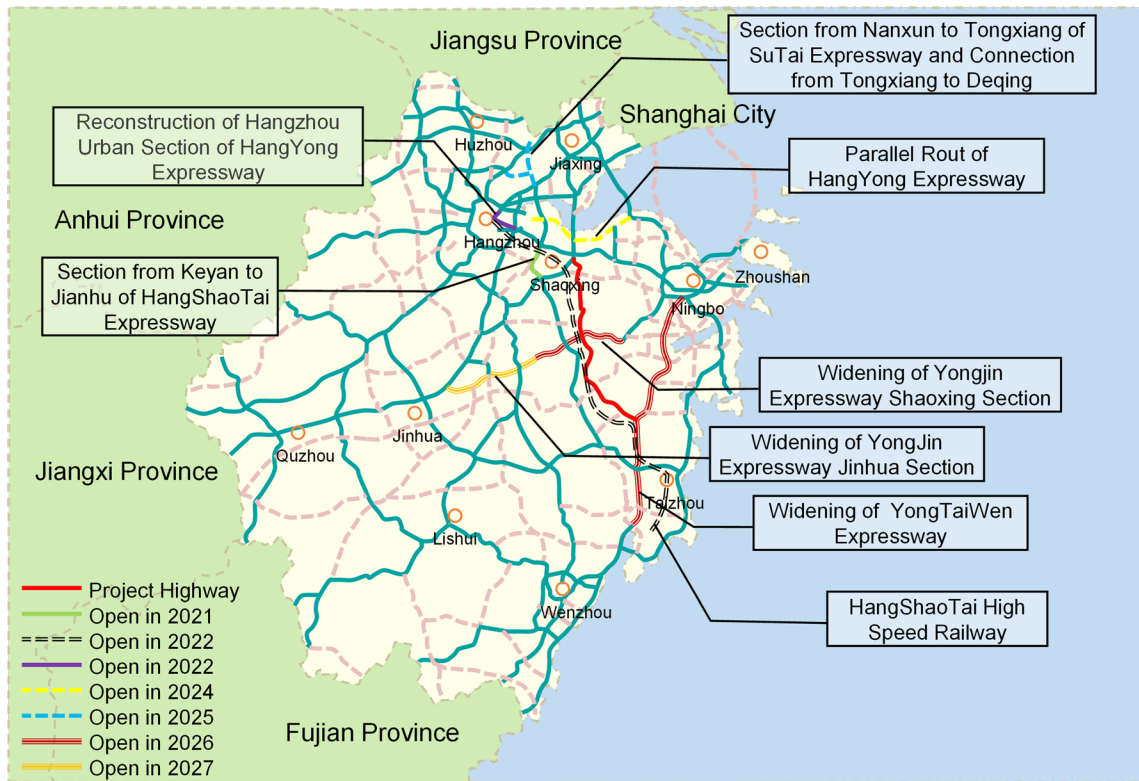 Jiangsu Province
Section from Nanxun to Tongxiang of
SuTai Expressway and Connection
from Tongxiang to Deqing
Shanghai City
Reconstruction of Hangzhou
Urban Section of HangYong
Expressway
Huzhou
Jiaxing
Parallel Rout of
HangYong Expressway
Anhui Province
Hangzhou
Zhoushan
Section from Keyan to
Jianhu of HangShaoTai
Expressway
Shaoxing
Ningbo
Widening of Yongjin
Expressway Shaoxing Section
Jinhua
Quzhou
Widening of YongJin
Expressway Jinhua Section
Jiangxi Province
Taizhou
Widening of YongTaiWen
Expressway
Lishui
Wenzhou
HangShaoTai High
Speed Railway
Project Highway
Open in 2021
Open in 2022
Open in 2022
Open in 2024
Open in 2025
Open in 2026
Open in 2027
Fujian Province